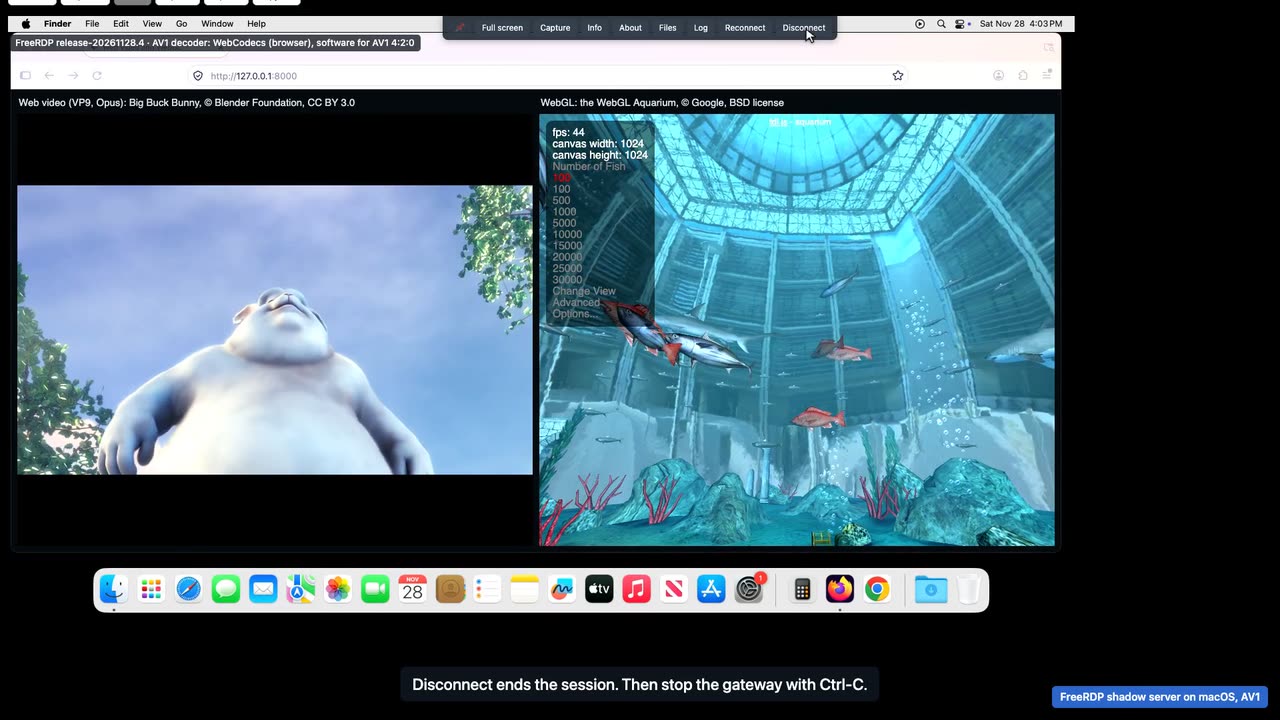 Finder File Edit View Go Window Help
Full screen Capture Info About Files Log Reconnect Disconnect
Sat Nov 28 4:03 PM
FreeRDP release-20261128.4 - AV1 decoder: WebCodecs (browser), software for AV1 4:2:0
http://127.0.0.1:8000
Web video (VP9, Opus): Big Buck Bunny, © Blender Foundation, CC BY 3.0
WebGL: the WebGL Aquarium, © Google, BSD license
aquarium
fps: 44
canvas width: 1024
canvas height: 1024
Number of Fish
100
100
500
1000
5000
10000
15000
20000
25000
30000
Change View
Advanced
Options...
NOV
28
tv
1
Disconnect ends the session. Then stop the gateway with Ctrl-C.
FreeRDP shadow server on macOS, AV1